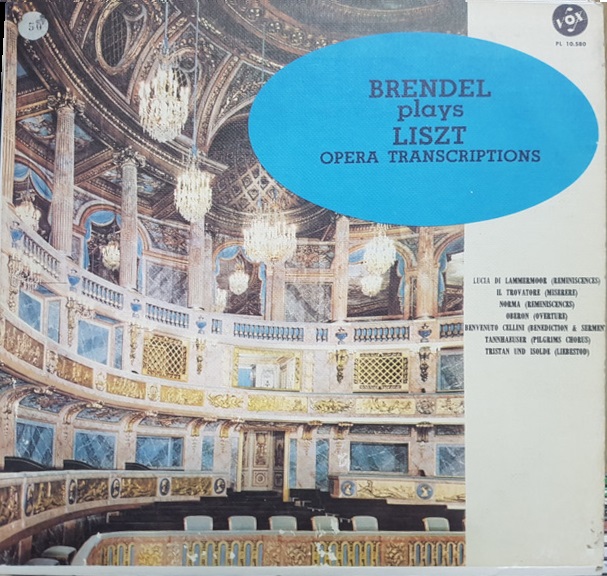 56
VOX
PL 10.580
BRENDEL
plays
LISZT
OPERA TRANSCRIPTIONS
LUCIA DI LAMMERMOOR (REMINISCENCES)
IL TROVATORE (MISERERE)
NORMA (REMINISCENCES)
OBERON (OVERTURE)
BENVENUTO CELLINI (BENEDICTION & SERMENT
TANNHAEUSER (PILGRIMS CHORUS)
TRISTAN UND ISOLDE (LIEBESTOD)